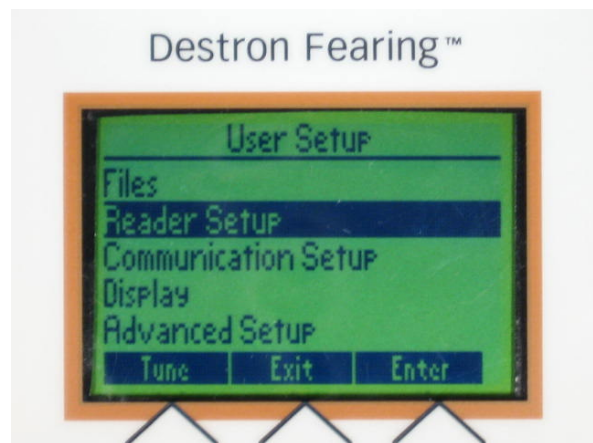 Destron Fearing™
User Setup
Files
Reader Setup
Communication Setup
Display
Advanced Setup
Tune Exit Enter